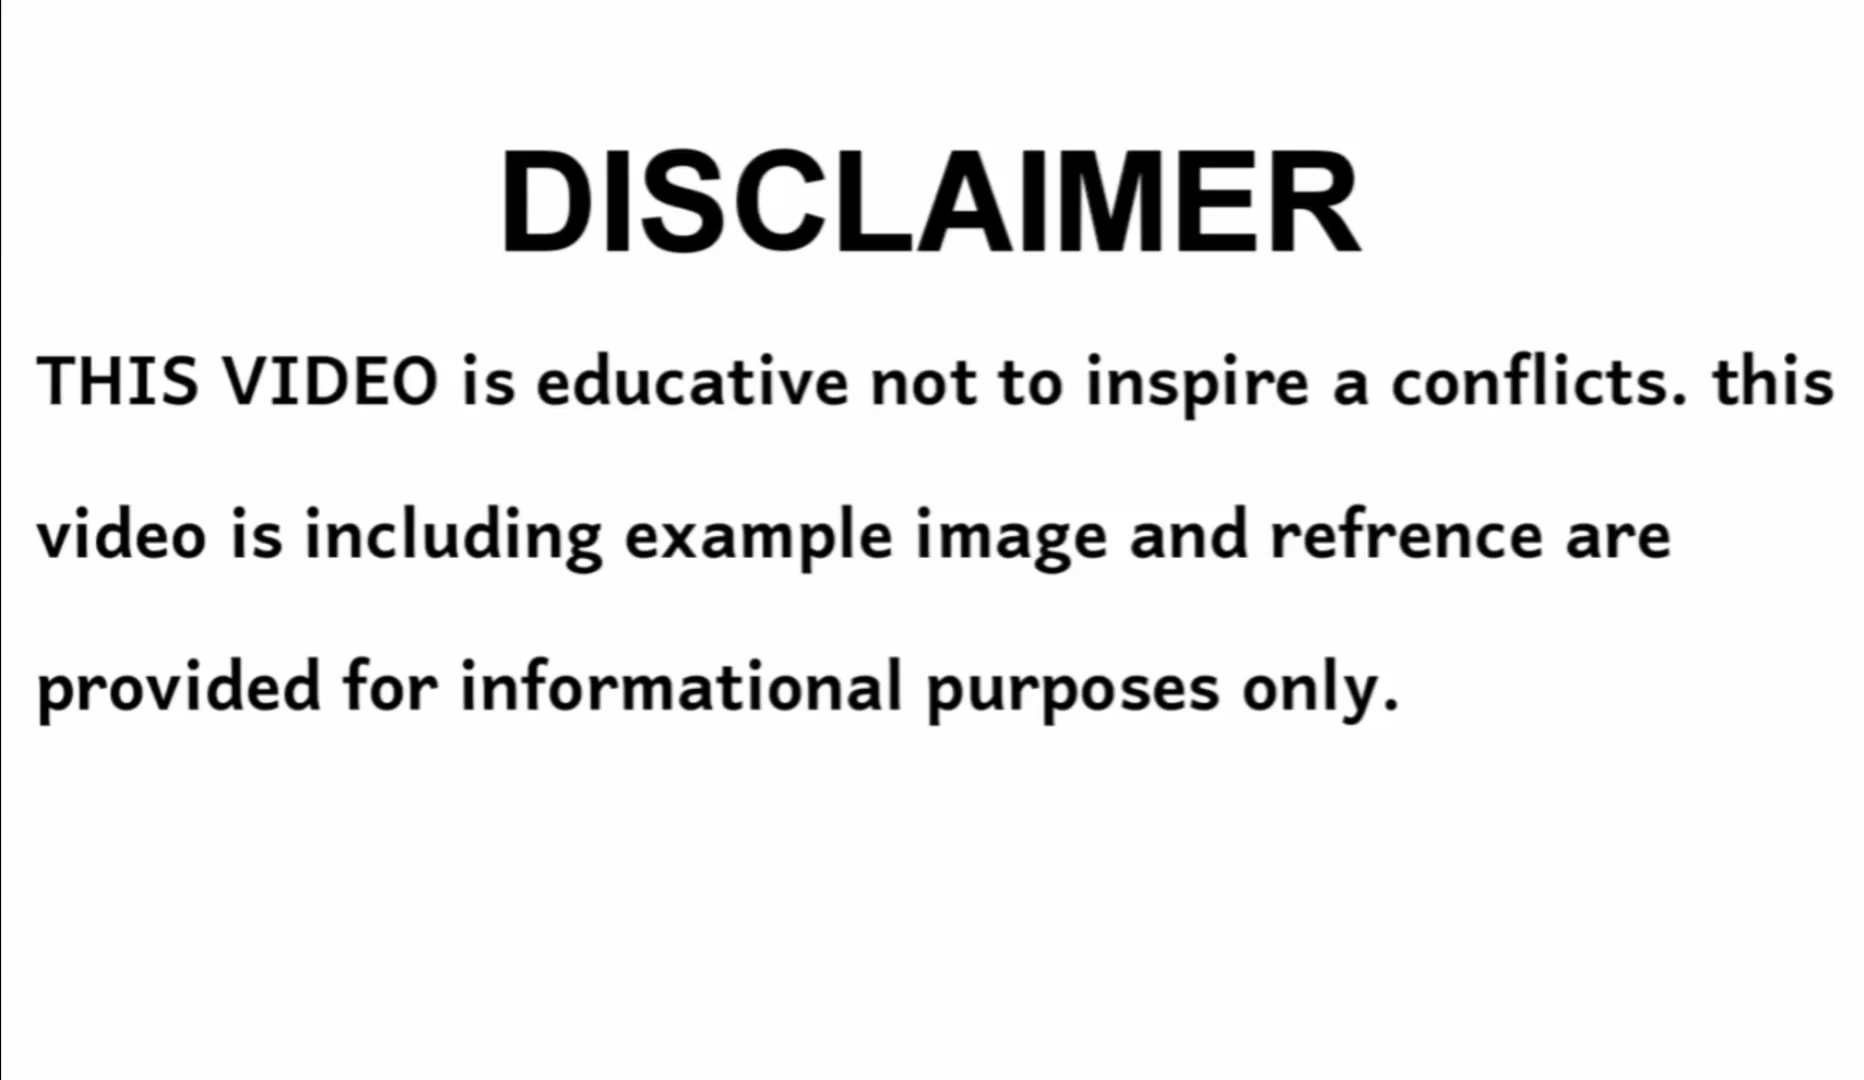 DISCLAIMER
THIS VIDEO is educative not to inspire a conflicts. this
video is including example image and refrence are
provided for informational purposes only.